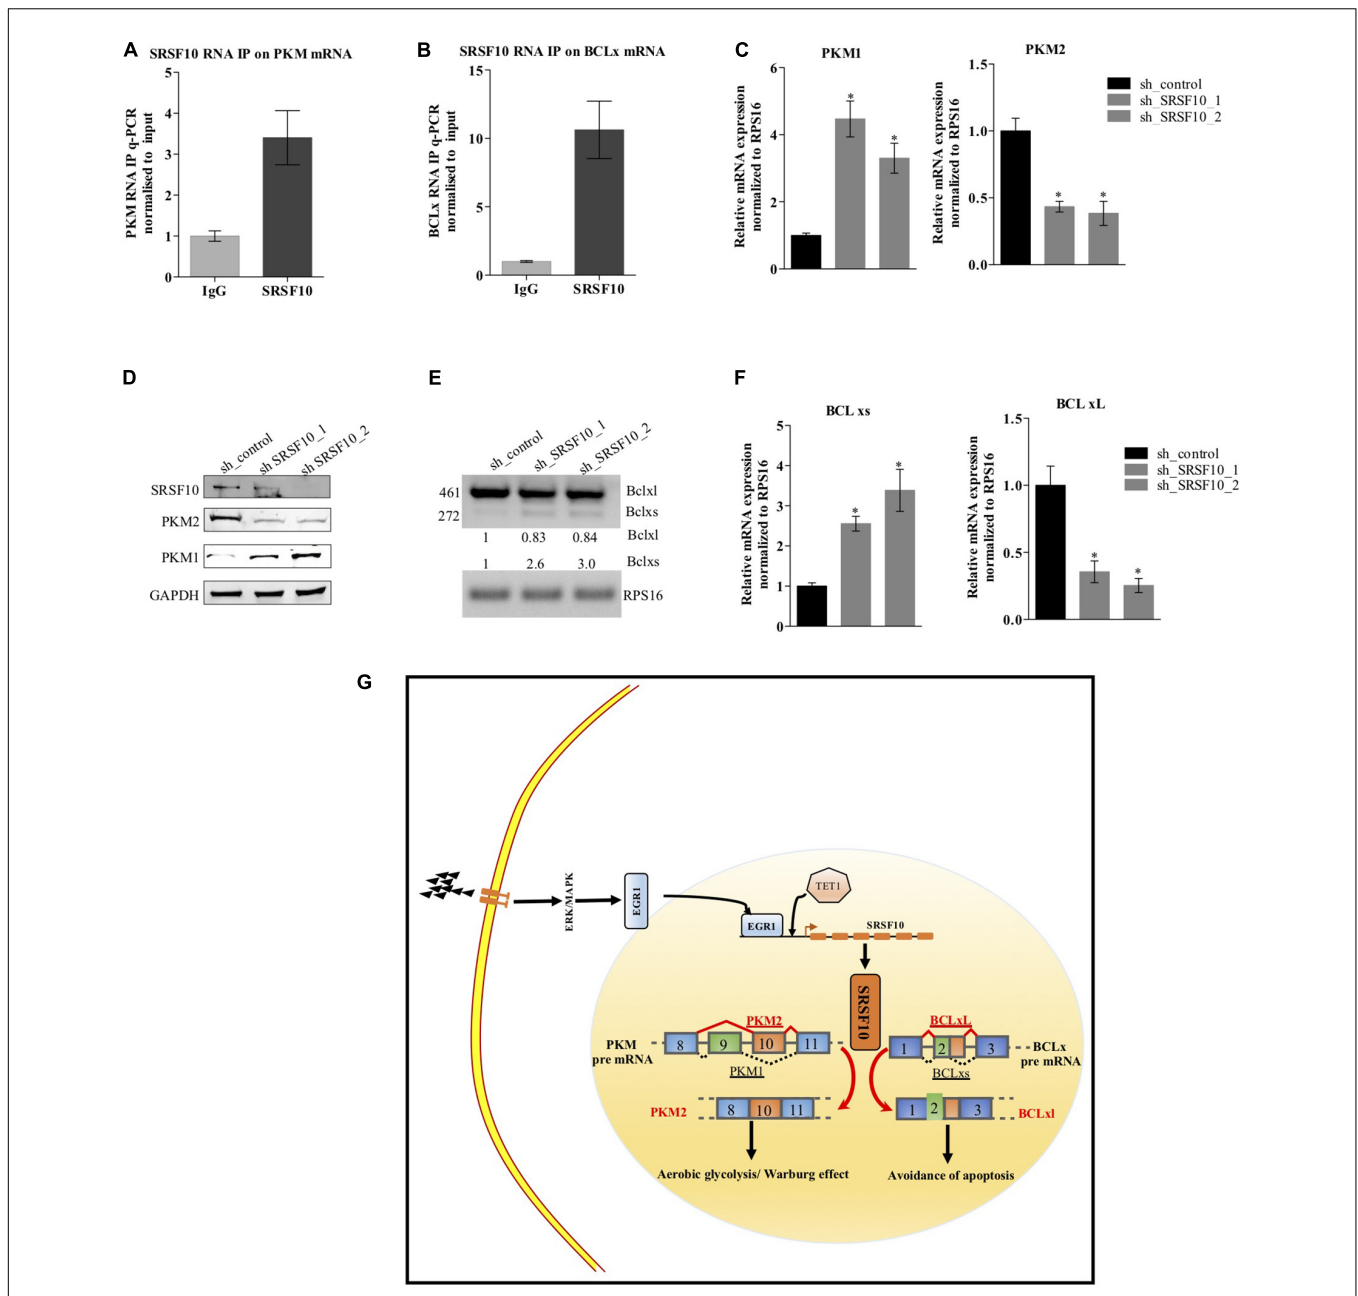 A
SRSF10 RNA IP on PKM mRNA
PKM RNA IP q-PCR
normalised to input
5
4
3
2
1
0
IgG
SRSF10
B
SRSF10 RNA IP on BCLx mRNA
BCLx RNA IP q-PCR
normalised to input
15
10
5
0
IgG
SRSF10
C
PKM1
Relative mRNA expression
normalized to RPS16
6
4
2
0
*
*
PKM2
Relative mRNA expression
normalized to RPS16
1.5
1.0
0.5
0.0
*
*
sh_control
sh_SRSF10_1
sh_SRSF10_2
D
sh_control
sh SRSF10_1
sh SRSF10_2
SRSF10
PKM2
PKM1
GAPDH
E
sh_control
sh_SRSF10_1
sh_SRSF10_2
461
Bclxl
272
Bclxs
1 0.83 0.84 Bclxl
1 2.6 3.0 Bclxs
RPS16
F
BCL xs
Relative mRNA expression
normalized to RPS16
5
4
3
2
1
0
*
*
BCL xL
Relative mRNA expression
normalized to RPS16
1.5
1.0
0.5
0.0
*
*
sh_control
sh_SRSF10_1
sh_SRSF10_2
G
ERK/MAPK
EGR1
EGR1
TET1
SRSF10
SRSF10
PKM2
PKM
pre mRNA
8 9 10 11
PKM1
BCLxL
1 2 3
BCLx
pre mRNA
BCLxs
PKM2
8 10 11
1 2 3
BCLxl
Aerobic glycolysis/ Warburg effect
Avoidance of apoptosis